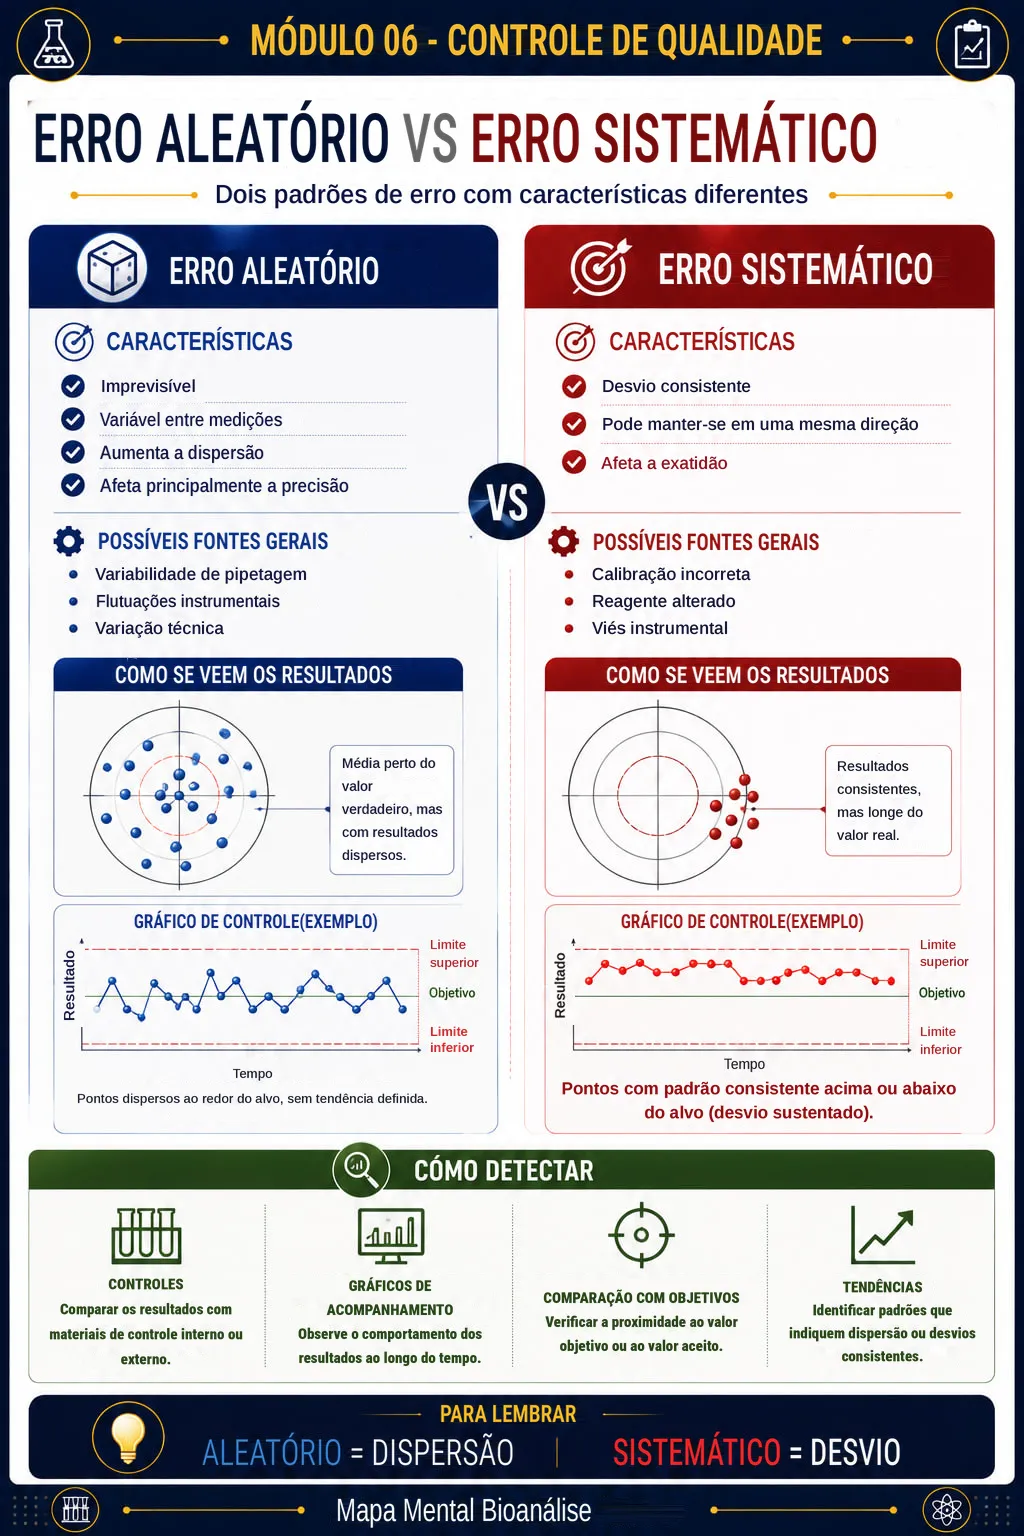 MÓDULO 06 - CONTROLE DE QUALIDADE
ERRO ALEATÓRIO VS ERRO SISTEMÁTICO
Dois padrões de erro com características diferentes
ERRO ALEATÓRIO
CARACTERÍSTICAS
Imprevisível
Variável entre medições
Aumenta a dispersão
Afeta principalmente a precisão
POSSÍVEIS FONTES GERAIS
Variabilidade de pipetagem
Flutuações instrumentais
Variação técnica
COMO SE VEEM OS RESULTADOS
Média perto do
valor
verdadeiro, mas
com resultados
dispersos.
GRÁFICO DE CONTROLE(EXEMPLO)
Resultado
Limite
superior
Objetivo
Limite
inferior
Tempo
Pontos dispersos ao redor do alvo, sem tendência definida.
VS
ERRO SISTEMÁTICO
CARACTERÍSTICAS
Desvio consistente
Pode manter-se em uma mesma direção
Afeta a exatidão
POSSÍVEIS FONTES GERAIS
Calibração incorreta
Reagente alterado
Viés instrumental
COMO SE VEEM OS RESULTADOS
Resultados
consistentes,
mas longe do
valor real.
GRÁFICO DE CONTROLE(EXEMPLO)
Resultado
Limite
superior
Objetivo
Limite
inferior
Tempo
Pontos com padrão consistente acima ou abaixo
do alvo (desvio sustentado).
CÓMO DETECTAR
CONTROLES
Comparar os resultados com
materiais de controle interno ou
externo.
GRÁFICOS DE
ACOMPANHAMENTO
Observe o comportamento dos
resultados ao longo do tempo.
COMPARAÇÃO COM OBJETIVOS
Verificar a proximidade ao valor
objetivo ou ao valor aceito.
TENDÊNCIAS
Identificar padrões que
indiquem dispersão ou desvios
consistentes.
PARA LEMBRAR
ALEATÓRIO = DISPERSÃO
SISTEMÁTICO = DESVIO
Mapa Mental Bioanálise